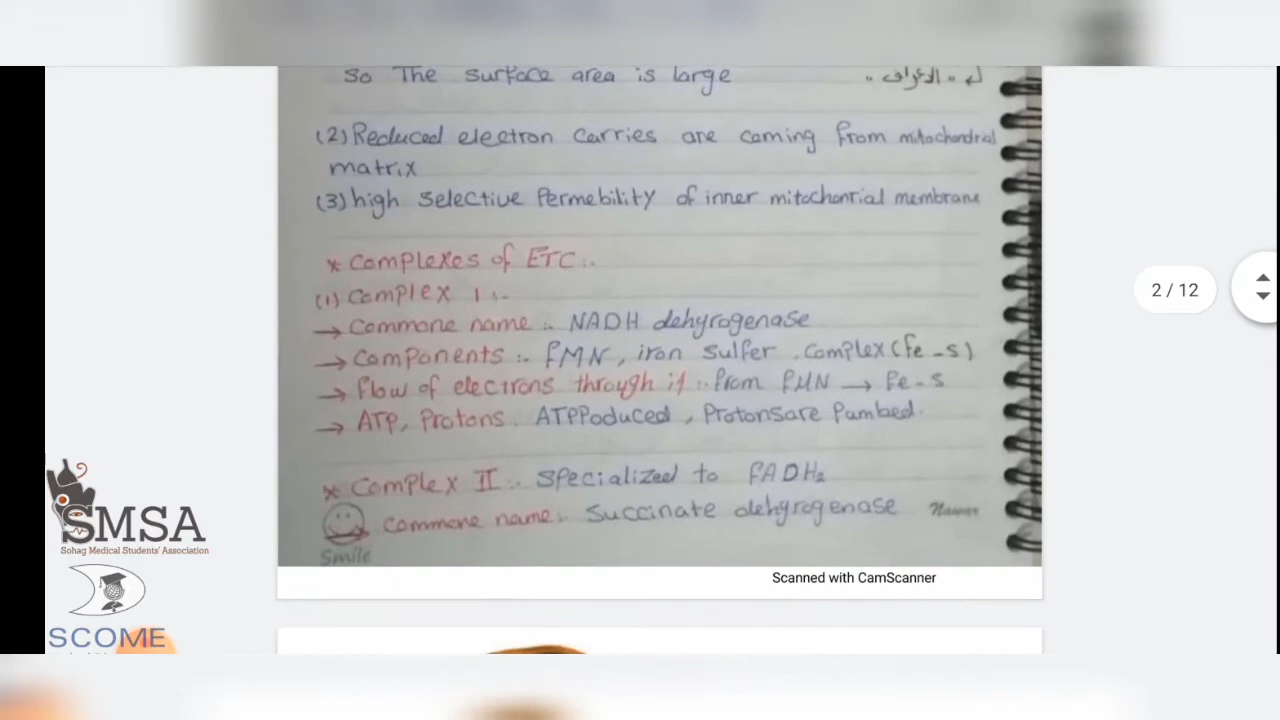 So The surface area is large
(2) Reduced electron carries are coming from mitochondrial
matrix
(3) high selective Permebility of inner mitochonrial membrane
* Complexes of ETC :.
(1) Complex 1 :-
→ Commone name :. NADH dehyrogenase
→ Components :. FMN, iron sulfer complex (fe-s)
→ Flow of electrons through it :. from FMN → Fe-s
→ ATP, Protons. ATP Poduced, Protons are Pambed.
* Complex II :. specialized to FADH2
Commone name :. Succinate dehyrogenase
Smile
Scanned with CamScanner
2 / 12
SMSA
Sohag Medical Students' Association
SCOME